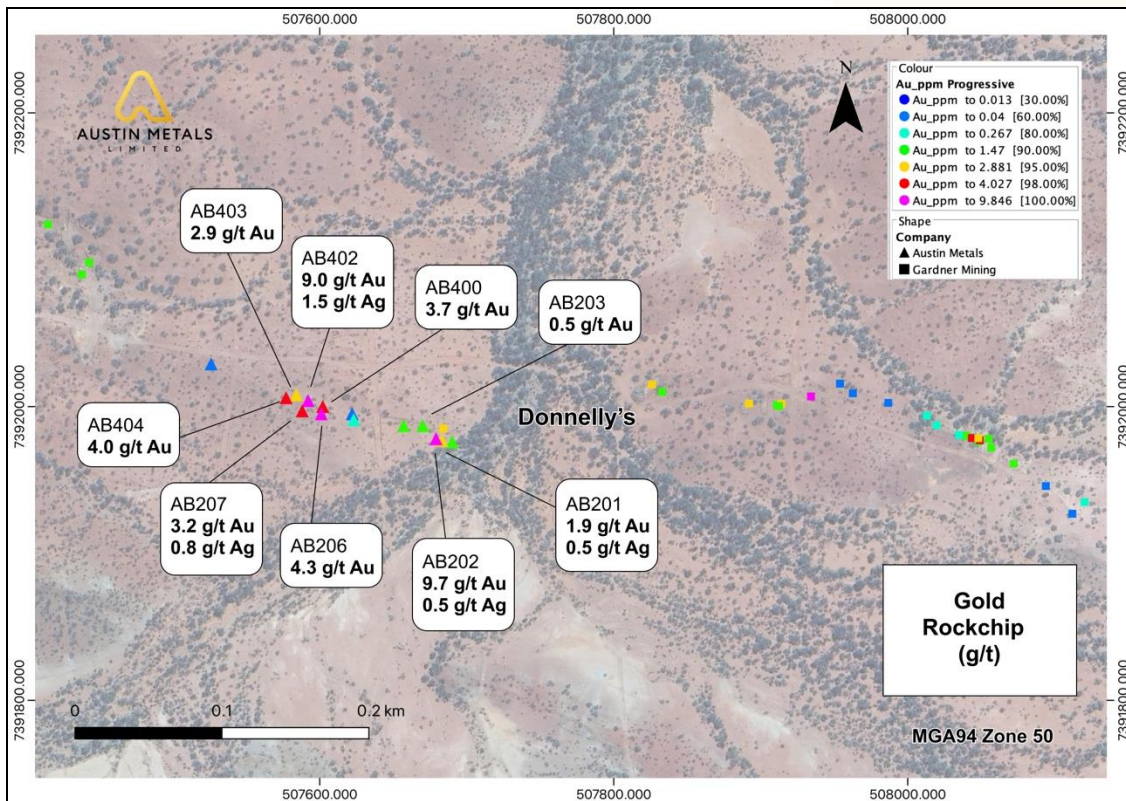 507600.000
507800.000
508000.000
7392200.000
7392000.000
7391800.000
7392200.000
7392000.000
7391800.000
AUSTIN METALS
LIMITED
N
Colour
Au_ppm Progressive
Au_ppm to 0.013 [30.00%]
Au_ppm to 0.04 [60.00%]
Au_ppm to 0.267 [80.00%]
Au_ppm to 1.47 [90.00%]
Au_ppm to 2.881 [95.00%]
Au_ppm to 4.027 [98.00%]
Au_ppm to 9.846 [100.00%]
Shape
Company
Austin Metals
Gardner Mining
AB403
2.9 g/t Au
AB402
9.0 g/t Au
1.5 g/t Ag
AB400
3.7 g/t Au
AB203
0.5 g/t Au
Donnelly's
AB404
4.0 g/t Au
AB207
3.2 g/t Au
0.8 g/t Ag
AB206
4.3 g/t Au
AB202
9.7 g/t Au
0.5 g/t Ag
AB201
1.9 g/t Au
0.5 g/t Ag
Gold
Rockchip
(g/t)
0 0.1 0.2 km
MGA94 Zone 50
507600.000
507800.000
508000.000